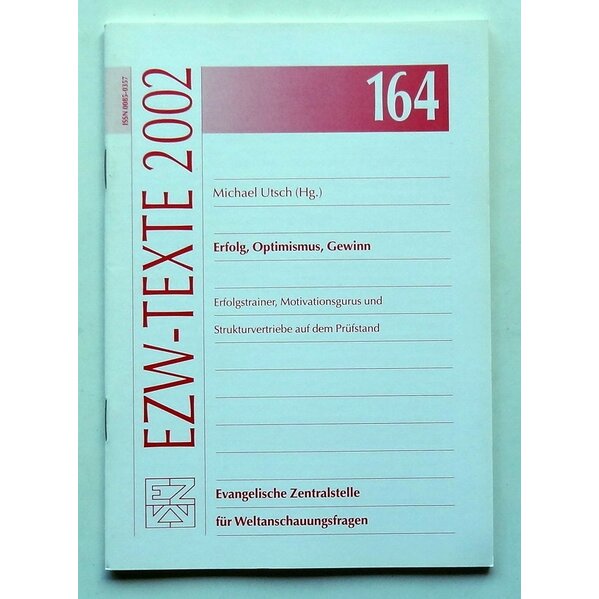 ISSN 0085-0357
EZW-TEXTE 2002
164
Michael Utsch (Hg.)
Erfolg, Optimismus, Gewinn
Erfolgstrainer, Motivationsgurus und
Strukturvertriebe auf dem Prüfstand
EZW
Evangelische Zentralstelle
für Weltanschauungsfragen